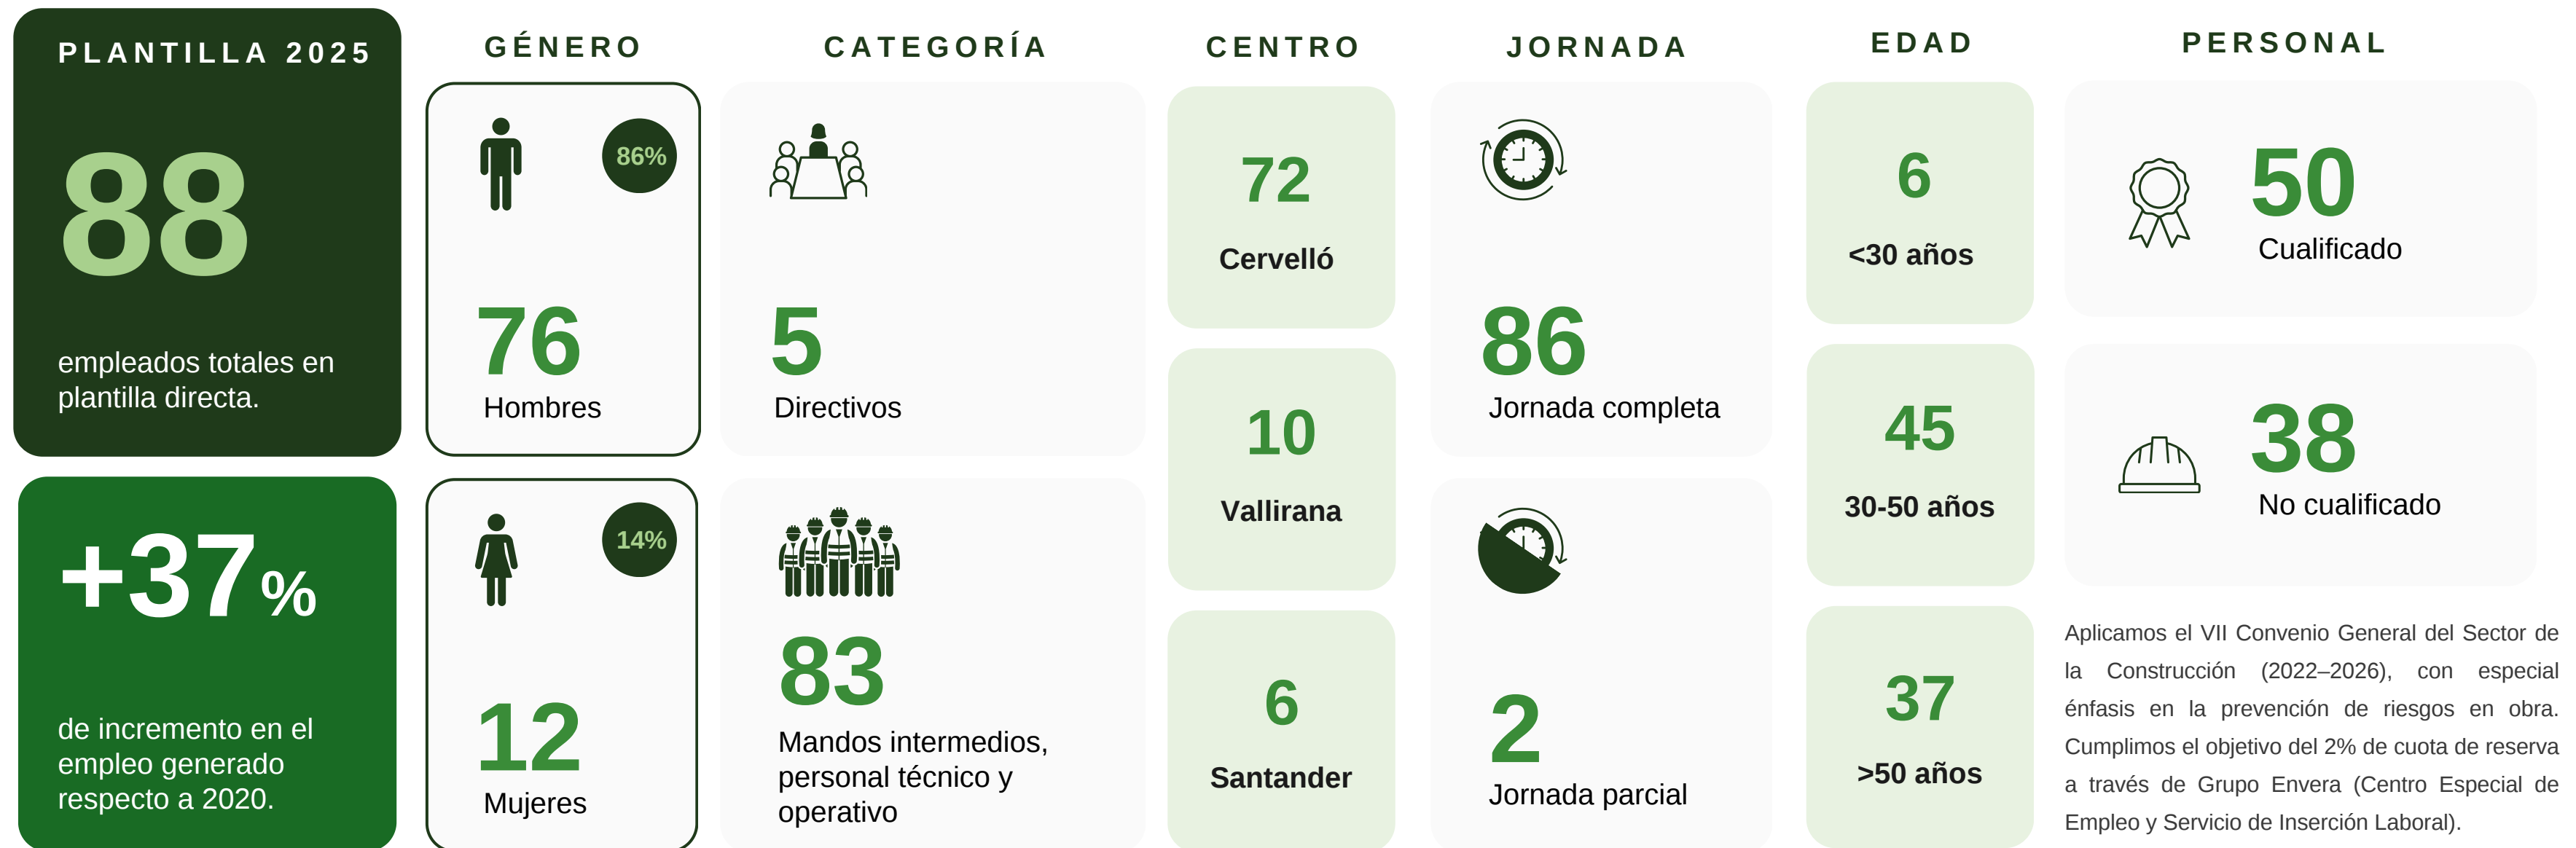 PLANTILLA 2025
88
empleados totales en
plantilla directa.
+37%
de incremento en el
empleo generado
respecto a 2020.
GÉNERO
86%
76
Hombres
14%
12
Mujeres
CATEGORÍA
5
Directivos
83
Mandos intermedios,
personal técnico y
operativo
CENTRO
72
Cervelló
10
Vallirana
6
Santander
JORNADA
86
Jornada completa
2
Jornada parcial
EDAD
6
<30 años
45
30-50 años
37
>50 años
PERSONAL
50
Cualificado
38
No cualificado
Aplicamos el VII Convenio General del Sector de
la Construcción (2022–2026), con especial
énfasis en la prevención de riesgos en obra.
Cumplimos el objetivo del 2% de cuota de reserva
a través de Grupo Envera (Centro Especial de
Empleo y Servicio de Inserción Laboral).